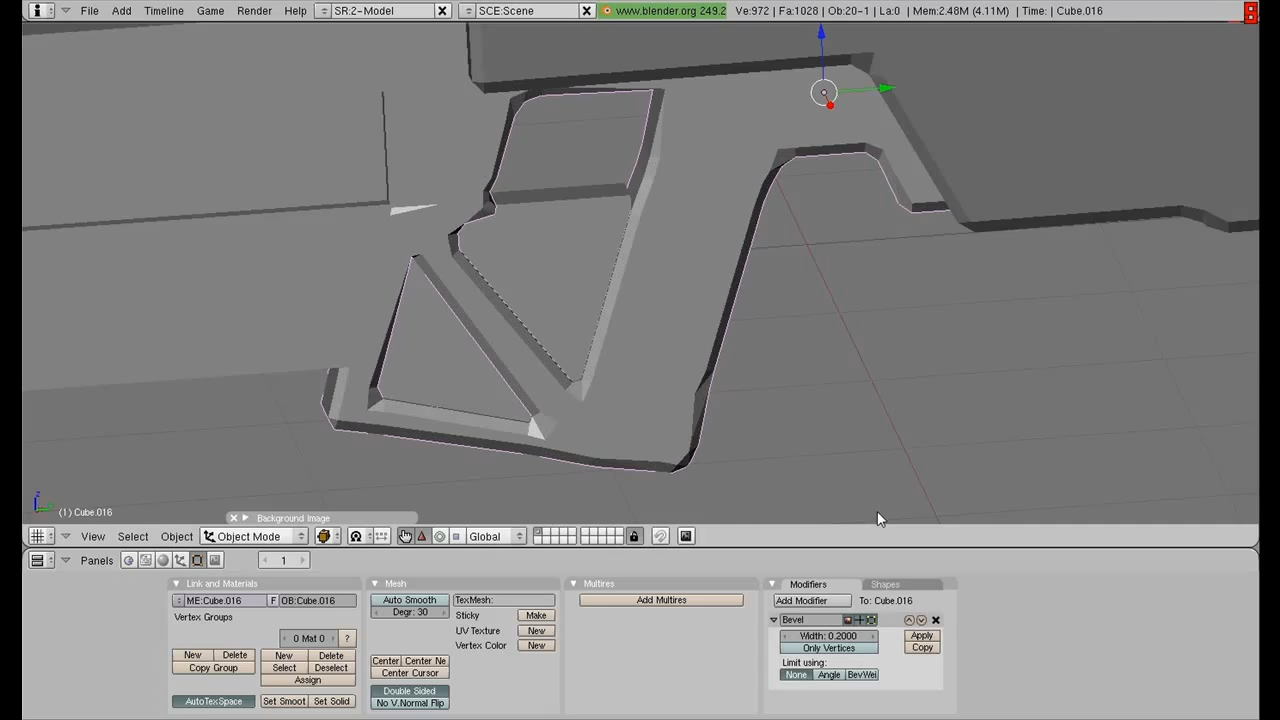 File Add Timeline Game Render Help SR:2-Model SCE:Scene www.blender.org 249.2 Ve:972 | Fa:1028 | Ob:20-1 | La:0 | Mem:2.48M (4.11M) | Time: | Cube.016
(1) Cube.016
Background Image
View Select Object Object Mode Global
Panels 1
Link and Materials Mesh Multires Modifiers Shapes
ME:Cube.016 F OB:Cube.016 Auto Smooth TexMesh: Add Multires Add Modifier To: Cube.016
Vertex Groups Degr: 30 Sticky Make Bevel
0 Mat 0 ? UV Texture New Width: 0.2000 Apply
New Delete New Delete Vertex Color New Only Vertices Copy
Copy Group Select Deselect Center Center Ne Limit using:
Assign Center Cursor None Angle BevWei
AutoTexSpace Set Smoot Set Solid Double Sided
No V.Normal Flip